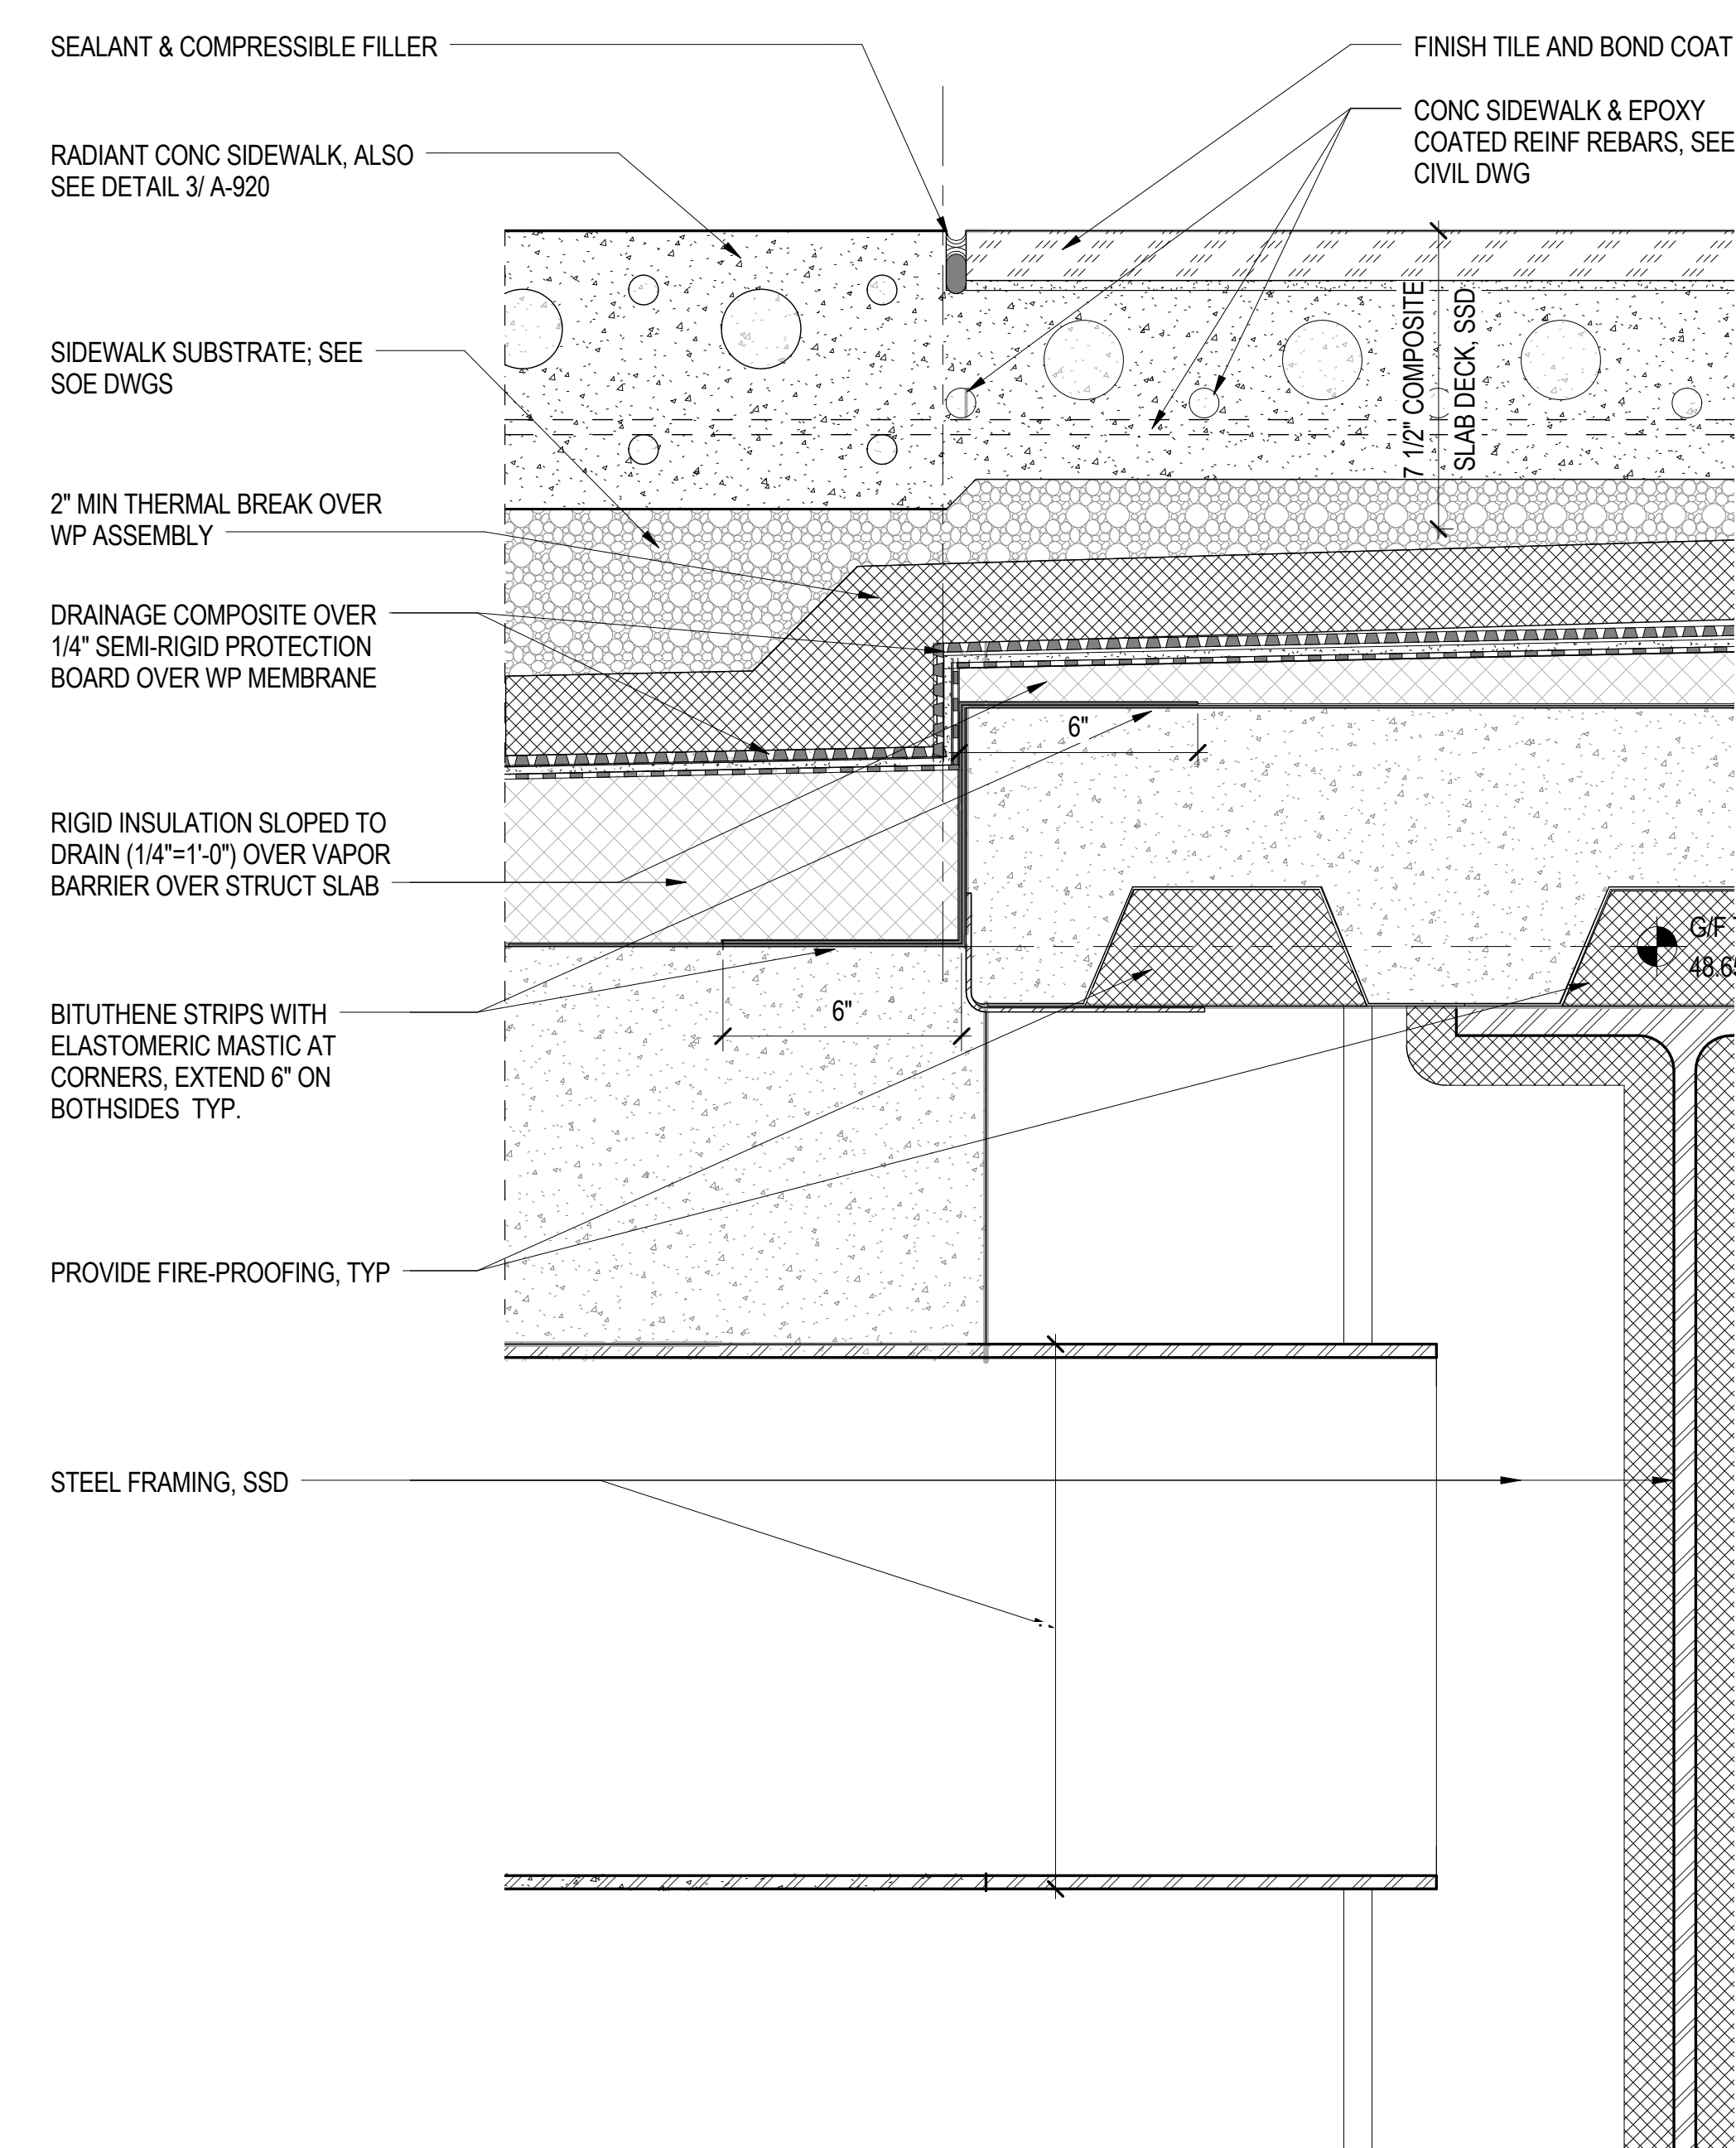 SEALANT & COMPRESSIBLE FILLER
FINISH TILE AND BOND COAT
CONC SIDEWALK & EPOXY
COATED REINF REBARS, SEE
CIVIL DWG
RADIANT CONC SIDEWALK, ALSO
SEE DETAIL 3/ A-920
7 1/2" COMPOSITE
SLAB DECK, SSD
SIDEWALK SUBSTRATE; SEE
SOE DWGS
2" MIN THERMAL BREAK OVER
WP ASSEMBLY
DRAINAGE COMPOSITE OVER
1/4" SEMI-RIGID PROTECTION
BOARD OVER WP MEMBRANE
6"
RIGID INSULATION SLOPED TO
DRAIN (1/4"=1'-0") OVER VAPOR
BARRIER OVER STRUCT SLAB
G/F
6"
BITUTHENE STRIPS WITH
ELASTOMERIC MASTIC AT
CORNERS, EXTEND 6" ON
BOTHSIDES TYP.
PROVIDE FIRE-PROOFING, TYP
STEEL FRAMING, SSD